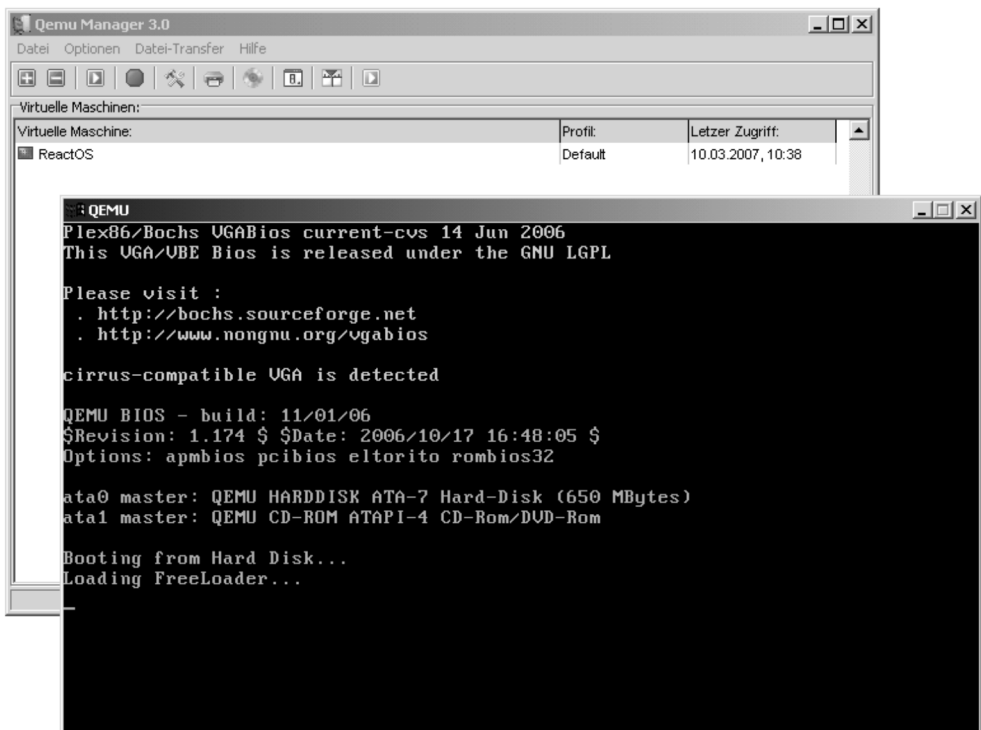 Qemu Manager 3.0
Datei Optionen Datei-Transfer Hilfe
Virtuelle Maschinen:
Virtuelle Maschine: Profil: Letzer Zugriff:
ReactOS Default 10.03.2007, 10:38
QEMU
Plex86/Bochs VGABios current-cvs 14 Jun 2006
This VGA/VBE Bios is released under the GNU LGPL
Please visit :
. http://bochs.sourceforge.net
. http://www.nongnu.org/vgabios
cirrus-compatible VGA is detected
QEMU BIOS - build: 11/01/06
$Revision: 1.174 $ $Date: 2006/10/17 16:48:05 $
Options: apmbios pcibios eltorito rombios32
ata0 master: QEMU HARDDISK ATA-7 Hard-Disk (650 MBytes)
ata1 master: QEMU CD-ROM ATAPI-4 CD-Rom/DVD-Rom
Booting from Hard Disk...
Loading FreeLoader...
_